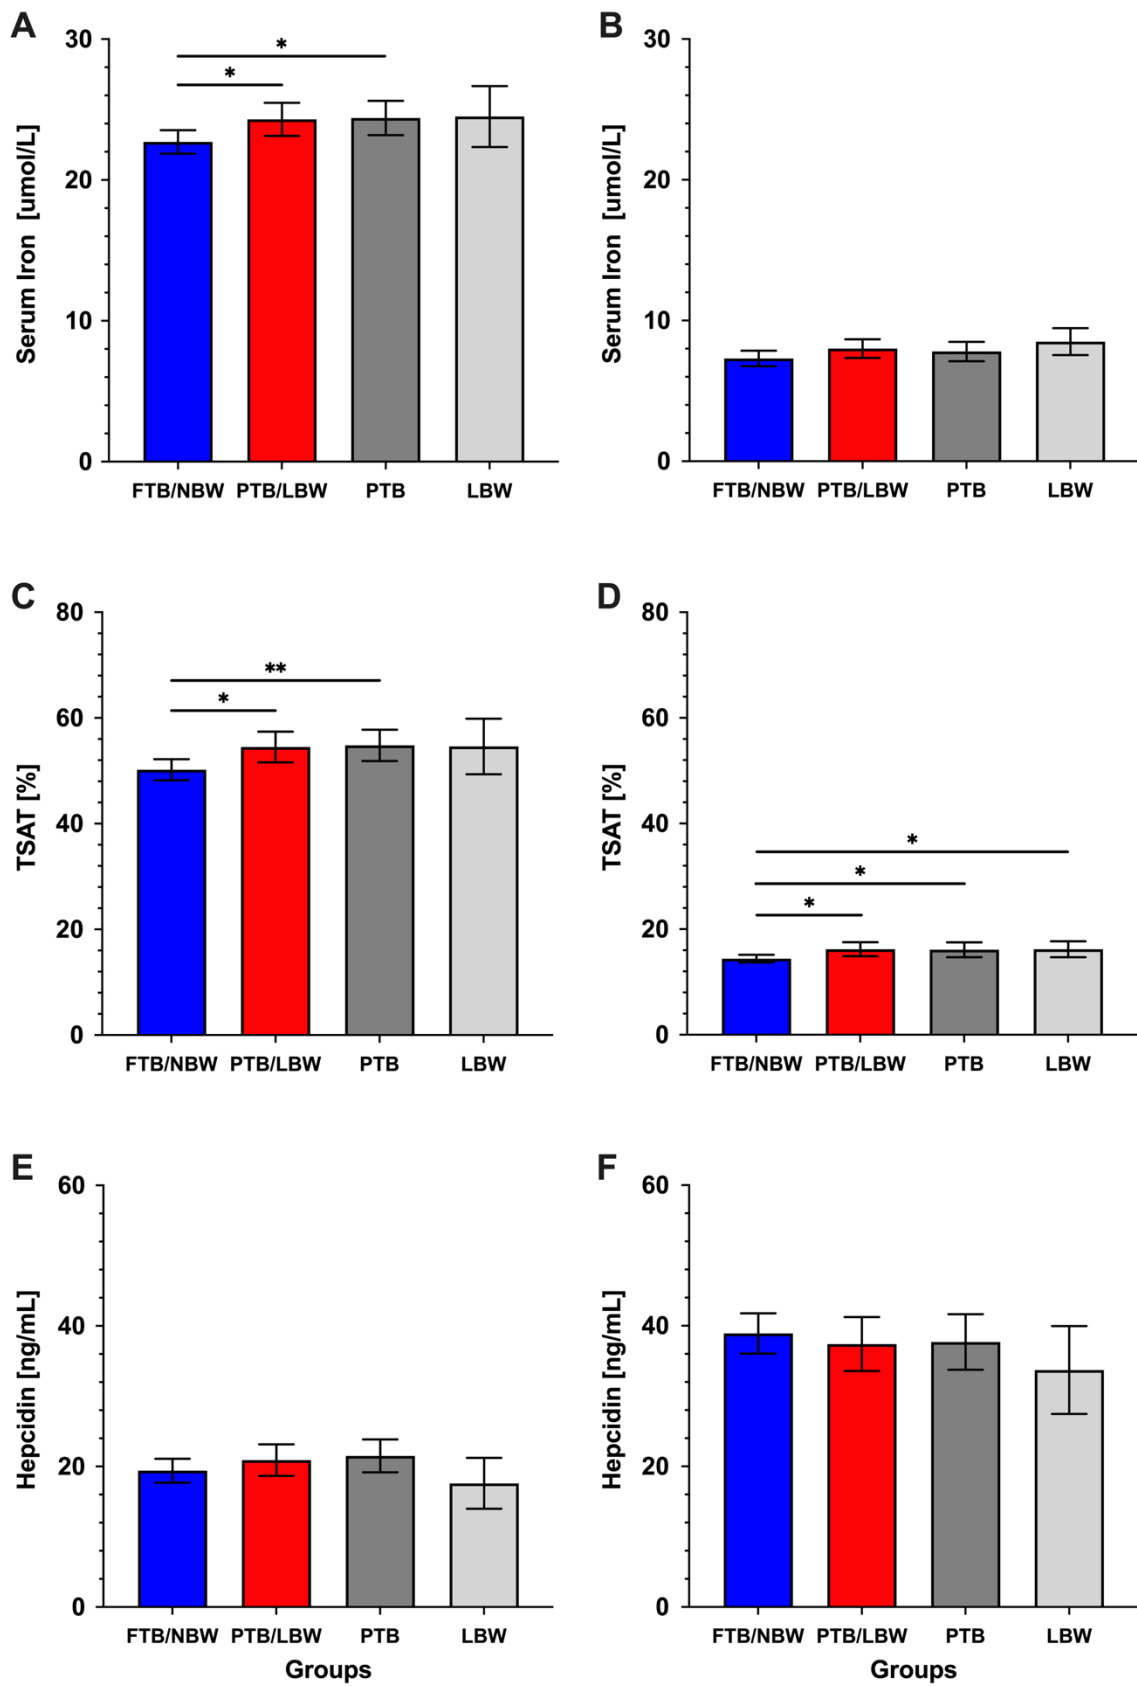 A
Serum Iron [umol/L]
30
20
10
0
*
*
FTB/NBW PTB/LBW PTB LBW
B
Serum Iron [umol/L]
30
20
10
0
FTB/NBW PTB/LBW PTB LBW
C
TSAT [%]
80
60
40
20
0
**
*
FTB/NBW PTB/LBW PTB LBW
D
TSAT [%]
80
60
40
20
0
*
*
*
FTB/NBW PTB/LBW PTB LBW
E
Hepcidin [ng/mL]
60
40
20
0
FTB/NBW PTB/LBW PTB LBW
Groups
F
Hepcidin [ng/mL]
60
40
20
0
FTB/NBW PTB/LBW PTB LBW
Groups